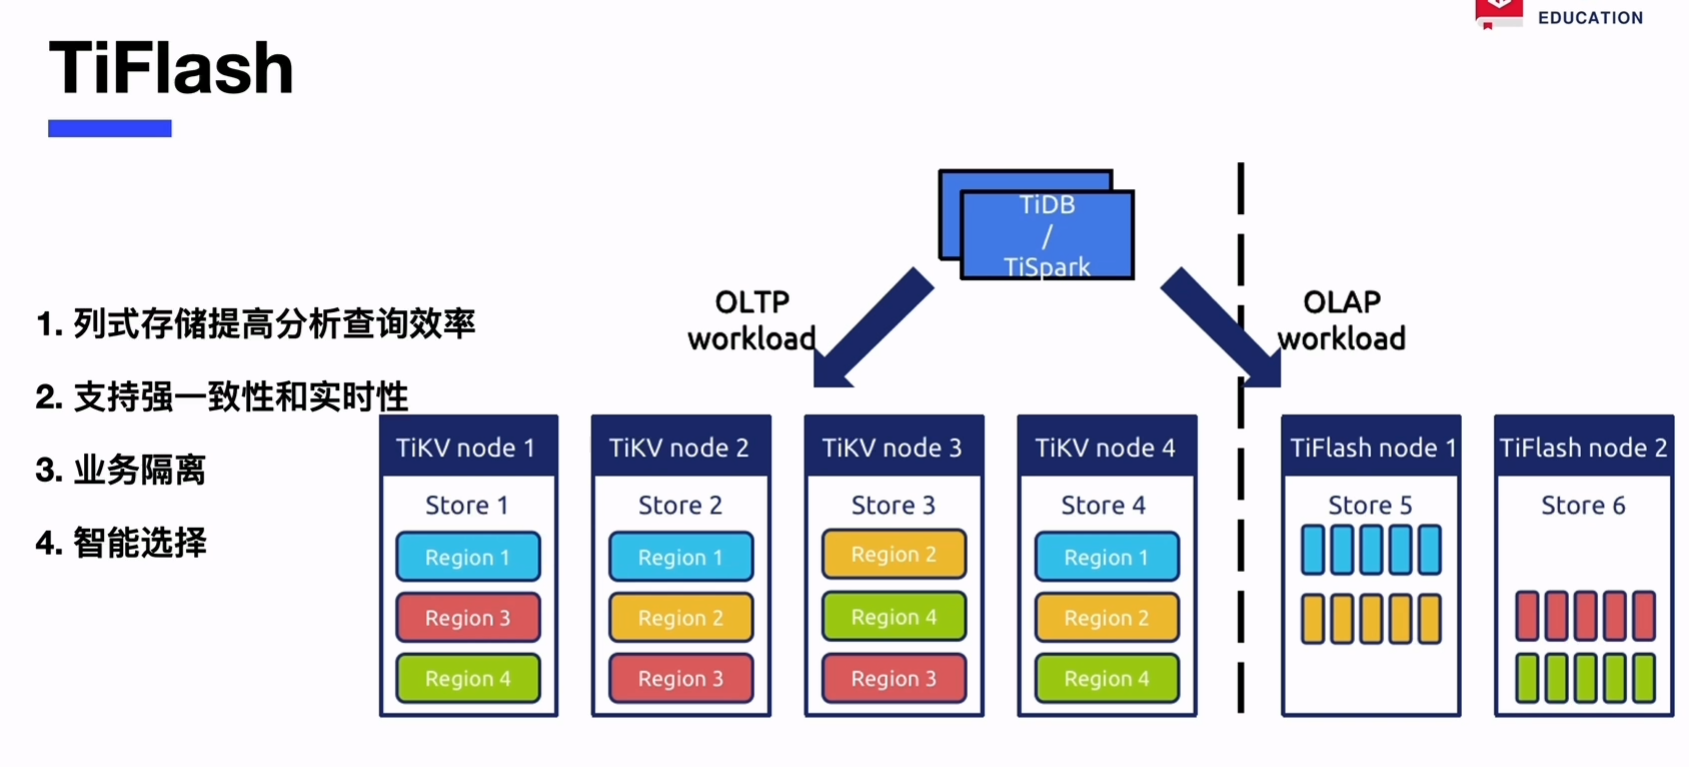 EDUCATION
TiFlash
TiDB
/
TiSpark
OLTP
workload
OLAP
workload
1. 列式存储提高分析查询效率
2. 支持强一致性和实时性
3. 业务隔离
4. 智能选择
TiKV node 1
Store 1
Region 1
Region 3
Region 4
TiKV node 2
Store 2
Region 1
Region 2
Region 3
TiKV node 3
Store 3
Region 2
Region 4
Region 3
TiKV node 4
Store 4
Region 1
Region 2
Region 4
TiFlash node 1
Store 5
TiFlash node 2
Store 6